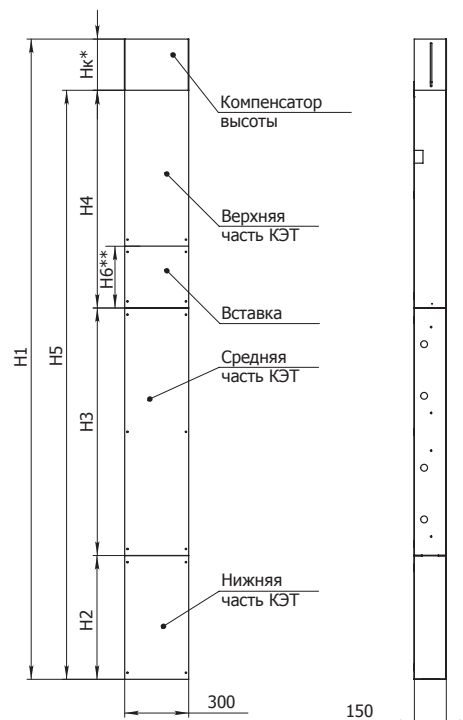 Hк*
Компенсатор
высоты
H4
Верхняя
часть КЭТ
H6**
Вставка
H1
H5
Средняя
часть КЭТ
H3
Нижняя
часть КЭТ
H2
300
150